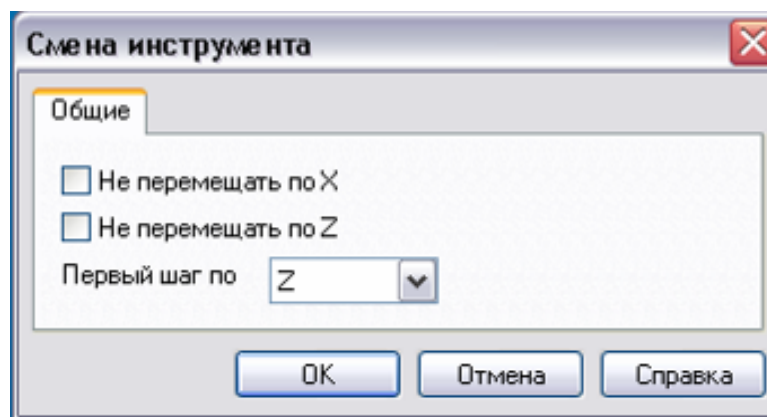 Смена инструмента
Общие
Не перемещать по X
Не перемещать по Z
Первый шаг по Z
OK Отмена Справка